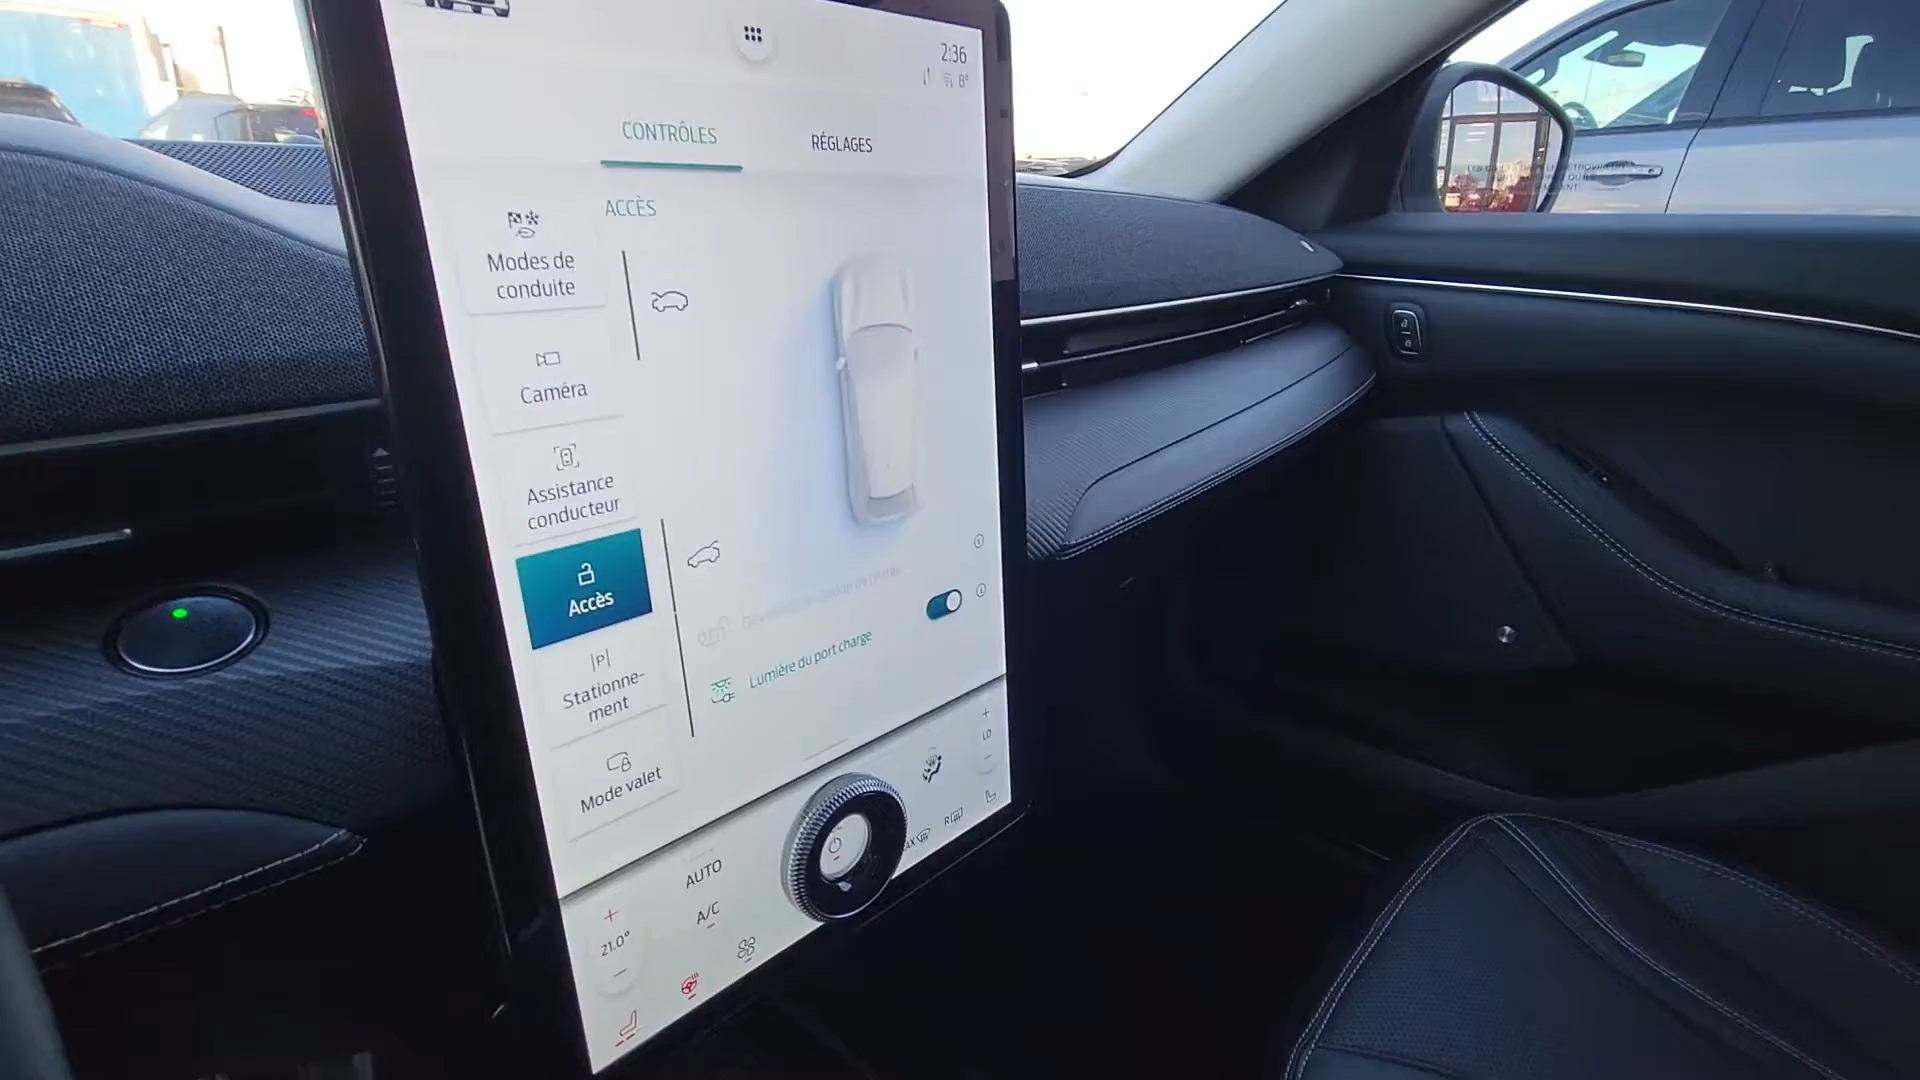 2:36
8°
CONTRÔLES
RÉGLAGES
ACCÈS
Modes de
conduite
Caméra
Assistance
conducteur
Accès
Lumière du port charge
P
Stationne-
ment
Mode valet
LO
R
AUTO
A/C
21.0°